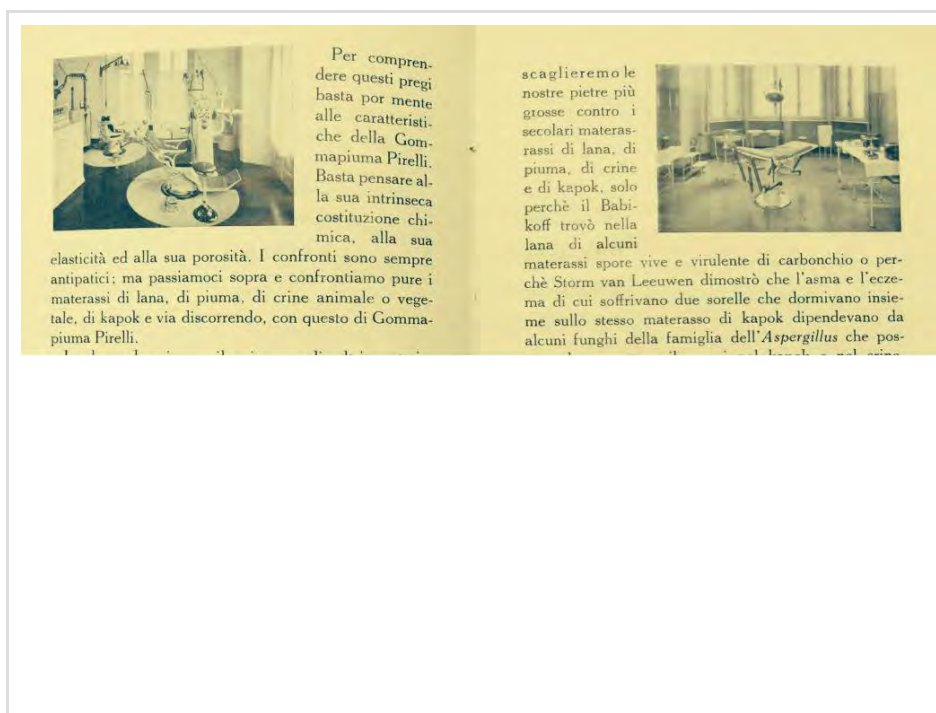 Per compren-
dere questi pregi
basta por mente
alle caratteristi-
che della Gom-
mapiuma Pirelli.
Basta pensare al-
la sua intrinseca
costituzione chi-
mica, alla sua
elasticità ed alla sua porosità. I confronti sono sempre
antipatici; ma passiamoci sopra e confrontiamo pure i
materassi di lana, di piuma, di crine animale o vege-
tale, di kapok e via discorrendo, con questo di Gomma-
piuma Pirelli.
scaglieremo le
nostre pietre più
grosse contro i
secolari materas-
rassi di lana, di
piuma, di crine
e di kapok, solo
perchè il Babi-
koff trovò nella
lana di alcuni
materassi spore vive e virulente di carbonchio o per-
chè Storm van Leeuwen dimostrò che l'asma e l'ecze-
ma di cui soffrivano due sorelle che dormivano insie-
me sullo stesso materasso di kapok dipendevano da
alcuni funghi della famiglia dell'Aspergillus che pos-